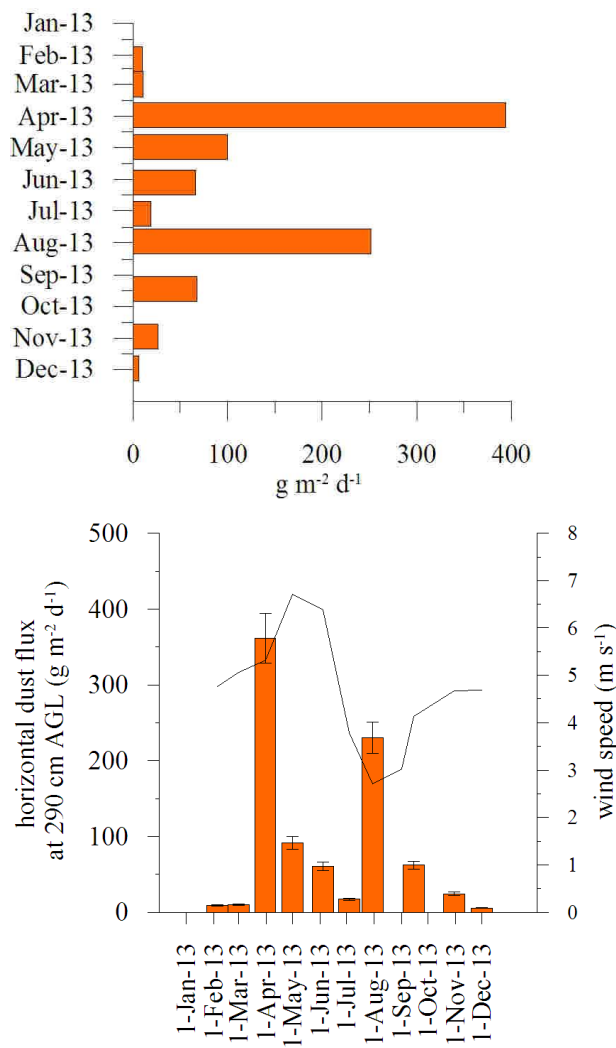 Jan-13
Feb-13
Mar-13
Apr-13
May-13
Jun-13
Jul-13
Aug-13
Sep-13
Oct-13
Nov-13
Dec-13
0 100 200 300 400
g m⁻² d⁻¹
500
400
300
200
100
0
horizontal dust flux
at 290 cm AGL (g m⁻² d⁻¹)
8
7
6
5
4
3
2
1
0
wind speed (m s⁻¹)
1-Jan-13
1-Feb-13
1-Mar-13
1-Apr-13
1-May-13
1-Jun-13
1-Jul-13
1-Aug-13
1-Sep-13
1-Oct-13
1-Nov-13
1-Dec-13